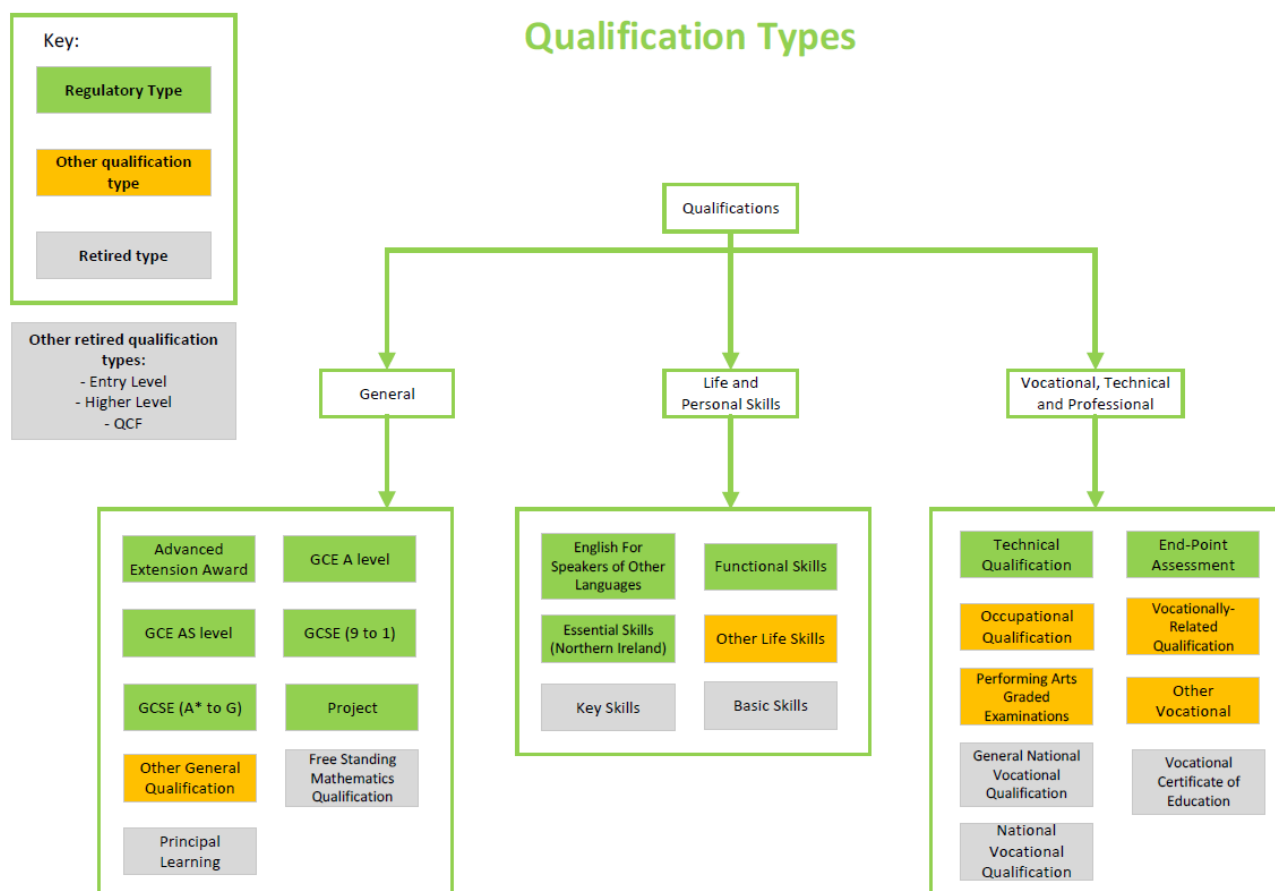 Qualification Types
Key:
Regulatory Type
Other qualification
type
Retired type
Other retired qualification
types:
- Entry Level
- Higher Level
- QCF
Qualifications
General
Life and
Personal Skills
Vocational, Technical
and Professional
Advanced
Extension Award
GCE A level
GCE AS level
GCSE (9 to 1)
GCSE (A* to G)
Project
Other General
Qualification
Free Standing
Mathematics
Qualification
Principal
Learning
English For
Speakers of Other
Languages
Functional Skills
Essential Skills
(Northern Ireland)
Other Life Skills
Key Skills
Basic Skills
Technical
Qualification
End-Point
Assessment
Occupational
Qualification
Vocationally-
Related
Qualification
Performing Arts
Graded
Examinations
Other
Vocational
General National
Vocational
Qualification
Vocational
Certificate of
Education
National
Vocational
Qualification